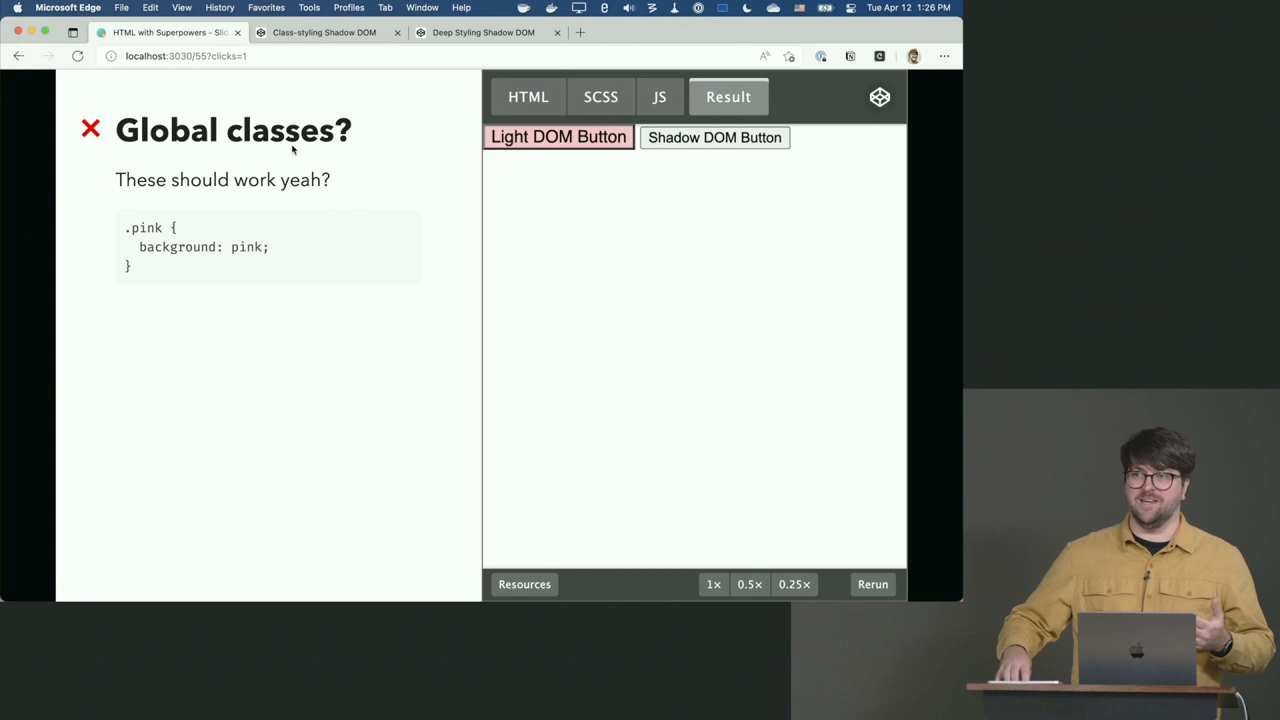 Microsoft Edge File Edit View History Favorites Tools Profiles Tab Window Help Tue Apr 12 1:26 PM
HTML with Superpowers - Slid Class-styling Shadow DOM Deep Styling Shadow DOM
localhost:3030/55?clicks=1
HTML SCSS JS Result
Light DOM Button Shadow DOM Button
Global classes?
These should work yeah?
.pink {
background: pink;
}
Resources 1× 0.5× 0.25× Rerun